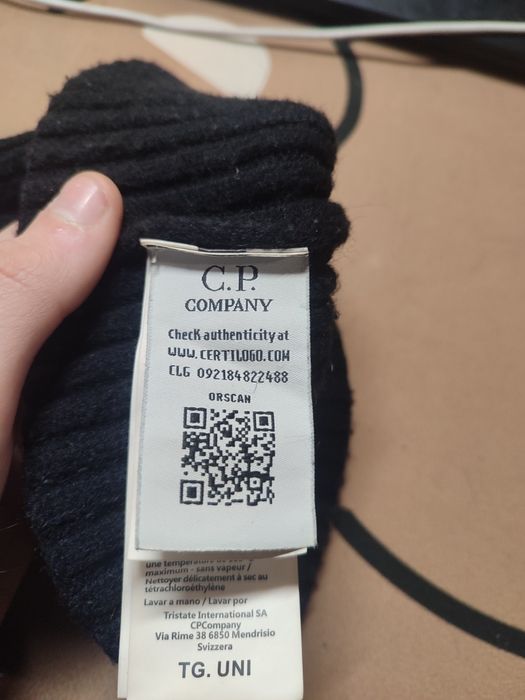 C.P.
COMPANY
Check authenticity at
WWW.CERTILOGO.COM
CLG 092184822488
ORSCAN
maximum - sans vapeur /
Nettoyer délicatement à sec au
tétrachloroéthylène
Lavar a mano / Lavar por
Tristate International SA
CPCompany
Via Rime 38 6850 Mendrisio
Svizzera
TG. UNI